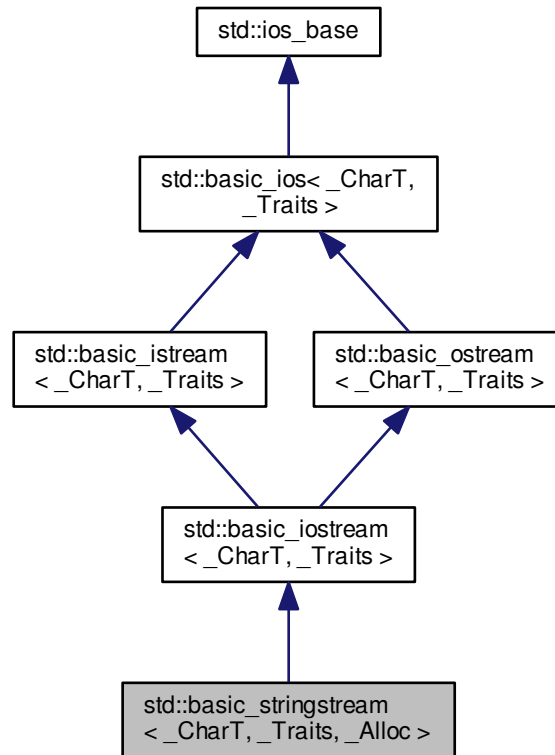 std::ios_base
std::basic_ios< _CharT,
_Traits >
std::basic_istream
< _CharT, _Traits >
std::basic_ostream
< _CharT, _Traits >
std::basic_iostream
< _CharT, _Traits >
std::basic_stringstream
< _CharT, _Traits, _Alloc >